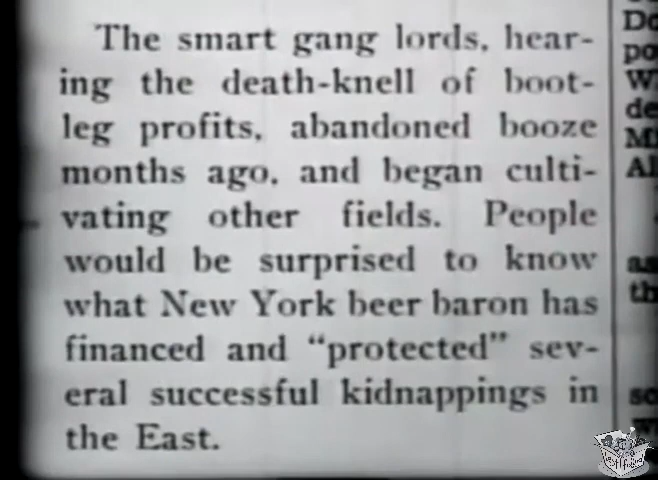 The smart gang lords, hear-
ing the death-knell of boot-
leg profits, abandoned booze
months ago, and began culti-
vating other fields. People
would be surprised to know
what New York beer baron has
financed and “protected” sev-
eral successful kidnappings in
the East.